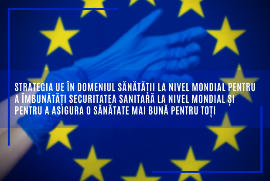 STRATEGIA UE ÎN DOMENIUL SĂNĂTĂȚII LA NIVEL MONDIAL PENTRU
A ÎMBUNĂTĂȚI SECURITATEA SANITARĂ LA NIVEL MONDIAL ȘI
PENTRU A ASIGURA O SĂNĂTATE MAI BUNĂ PENTRU TOȚI